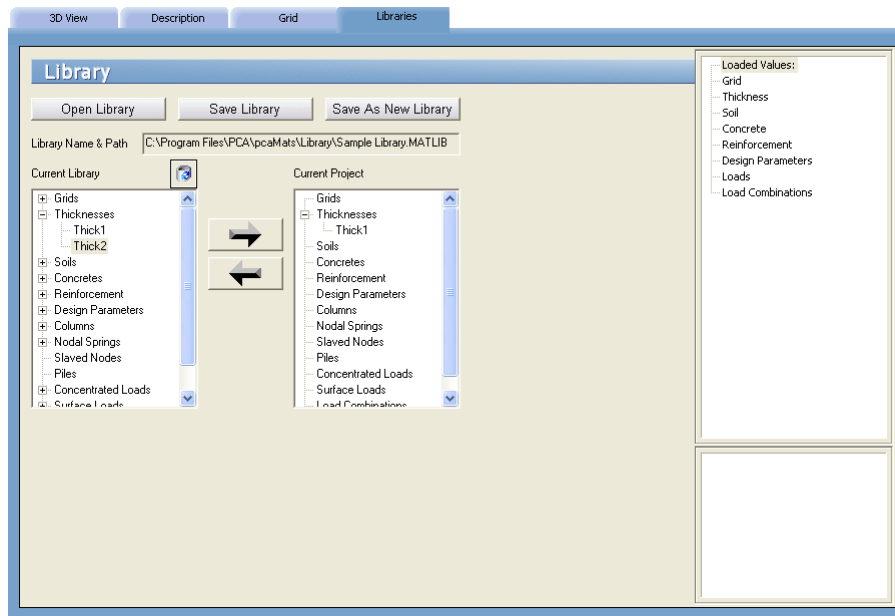 3D View
Description
Grid
Libraries
Library
Open Library
Save Library
Save As New Library
Library Name & Path
C:\Program Files\PCA\pcaMats\Library\Sample Library.MATLIB
Current Library
Grids
Thicknesses
Thick1
Thick2
Soils
Concretes
Reinforcement
Design Parameters
Columns
Nodal Springs
Slaved Nodes
Piles
Concentrated Loads
Surface Loads
Current Project
Grids
Thicknesses
Thick1
Soils
Concretes
Reinforcement
Design Parameters
Columns
Nodal Springs
Slaved Nodes
Piles
Concentrated Loads
Surface Loads
Load Combinations
Loaded Values:
Grid
Thickness
Soil
Concrete
Reinforcement
Design Parameters
Loads
Load Combinations